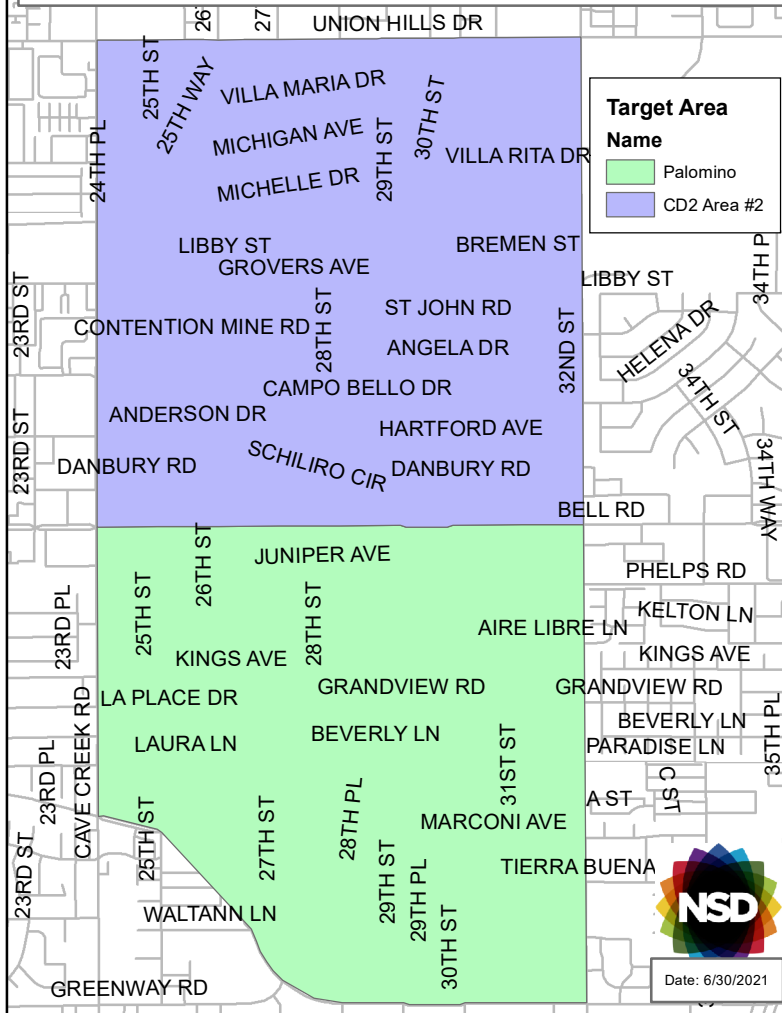 26
27
UNION HILLS DR
25TH ST
25TH WAY
VILLA MARIA DR
30TH ST
Target Area
Name
Palomino
CD2 Area #2
MICHIGAN AVE
29TH ST
24TH PL
VILLA RITA DR
MICHELLE DR
LIBBY ST
BREMEN ST
GROVERS AVE
LIBBY ST
34TH P
23RD ST
28TH ST
ST JOHN RD
CONTENTION MINE RD
HELENA DR
ANGELA DR
32ND ST
CAMPO BELLO DR
34TH ST
ANDERSON DR
HARTFORD AVE
23RD ST
DANBURY RD
SCHILIRO CIR
DANBURY RD
34TH WAY
BELL RD
JUNIPER AVE
26TH ST
PHELPS RD
25TH ST
28TH ST
23RD PL
KELTON LN
AIRE LIBRE LN
KINGS AVE
KINGS AVE
LA PLACE DR
GRANDVIEW RD
GRANDVIEW RD
BEVERLY LN
BEVERLY LN
35TH PL
LAURA LN
PARADISE LN
CAVE CREEK RD
31ST ST
23RD PL
C ST
A ST
28TH PL
MARCONI AVE
25TH ST
27TH ST
TIERRA BUENA
23RD ST
29TH ST
29TH PL
NSD
WALTANN LN
30TH ST
GREENWAY RD
Date: 6/30/2021